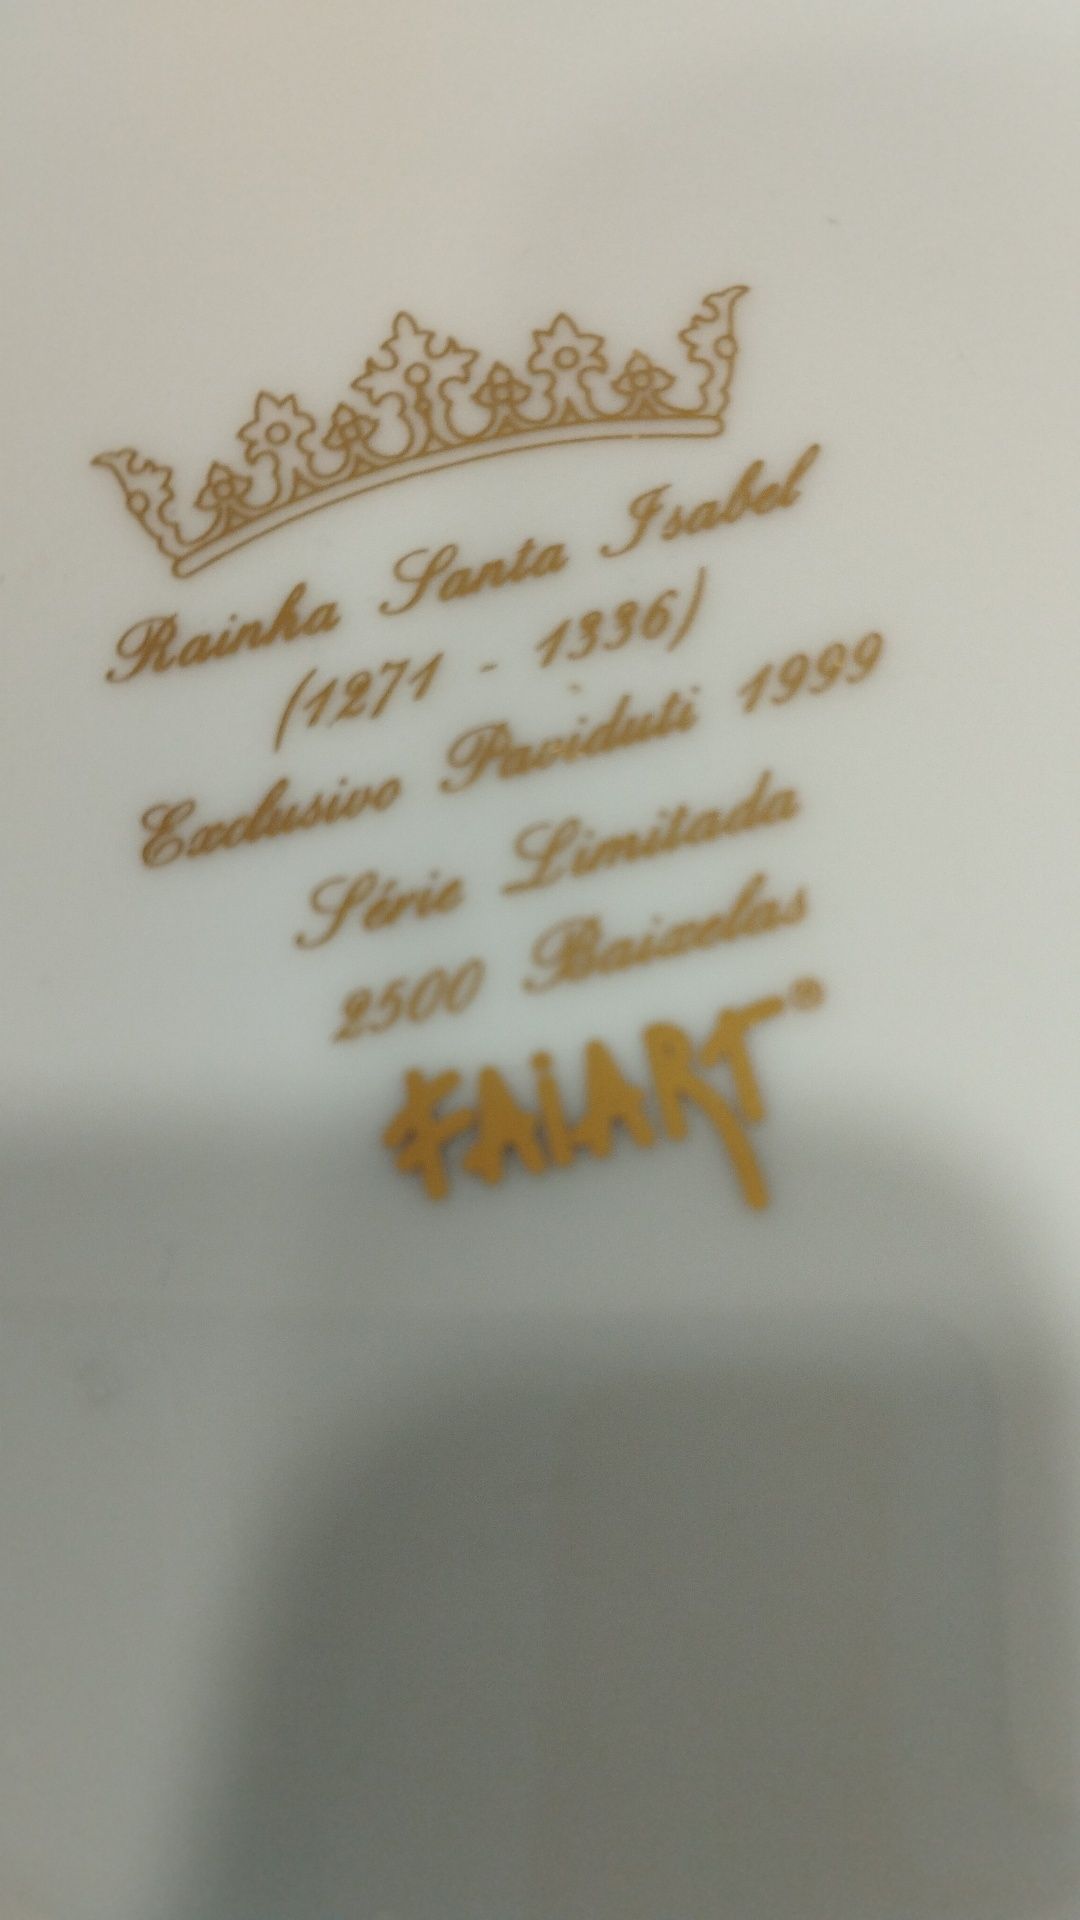 Rainha Santa Isabel
(1271 - 1336)
Exclusivo Paviduti 1999
Série Limitada
2500 Baixelas
FAiART®